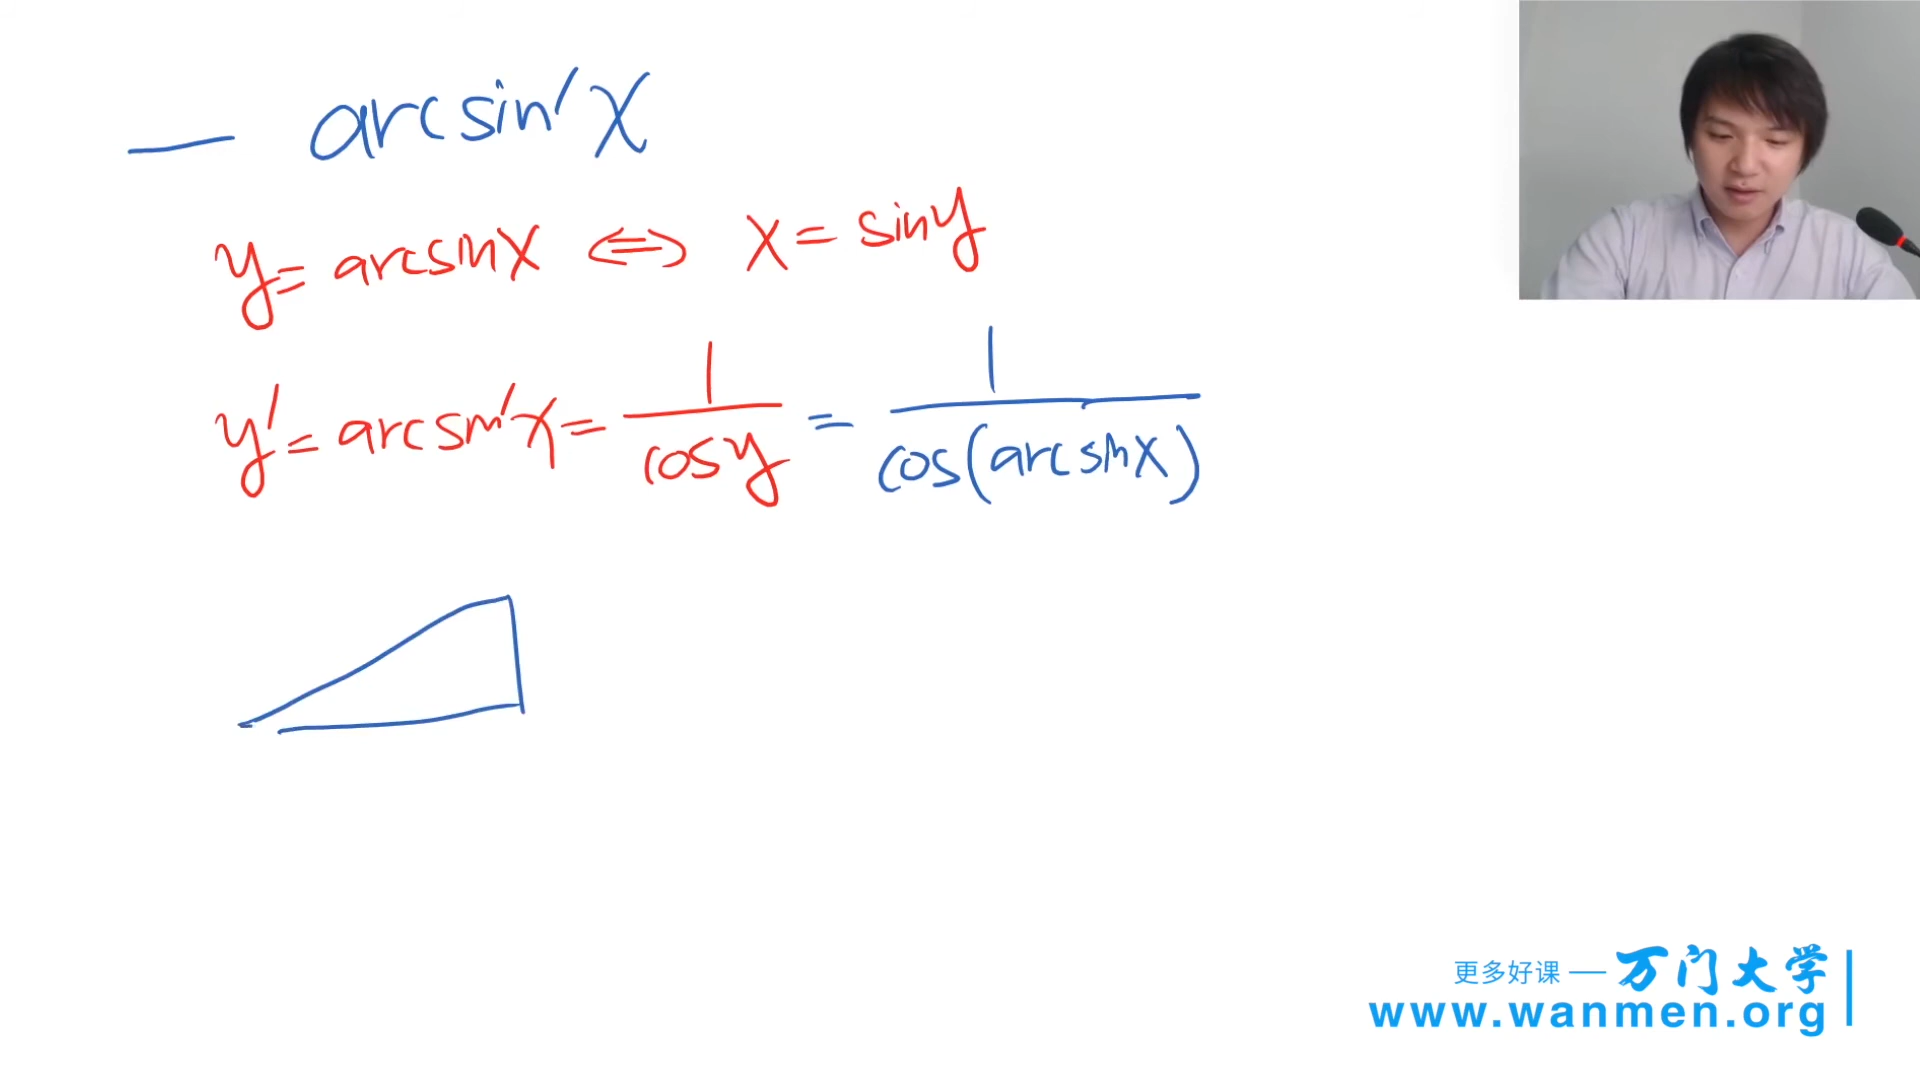 — arcsin′x
y = arcsinx ⇔ x = siny
y′ = arcsin′x = 1/cosy = 1/cos(arcsinx)
更多好课 — 万门大学
www.wanmen.org